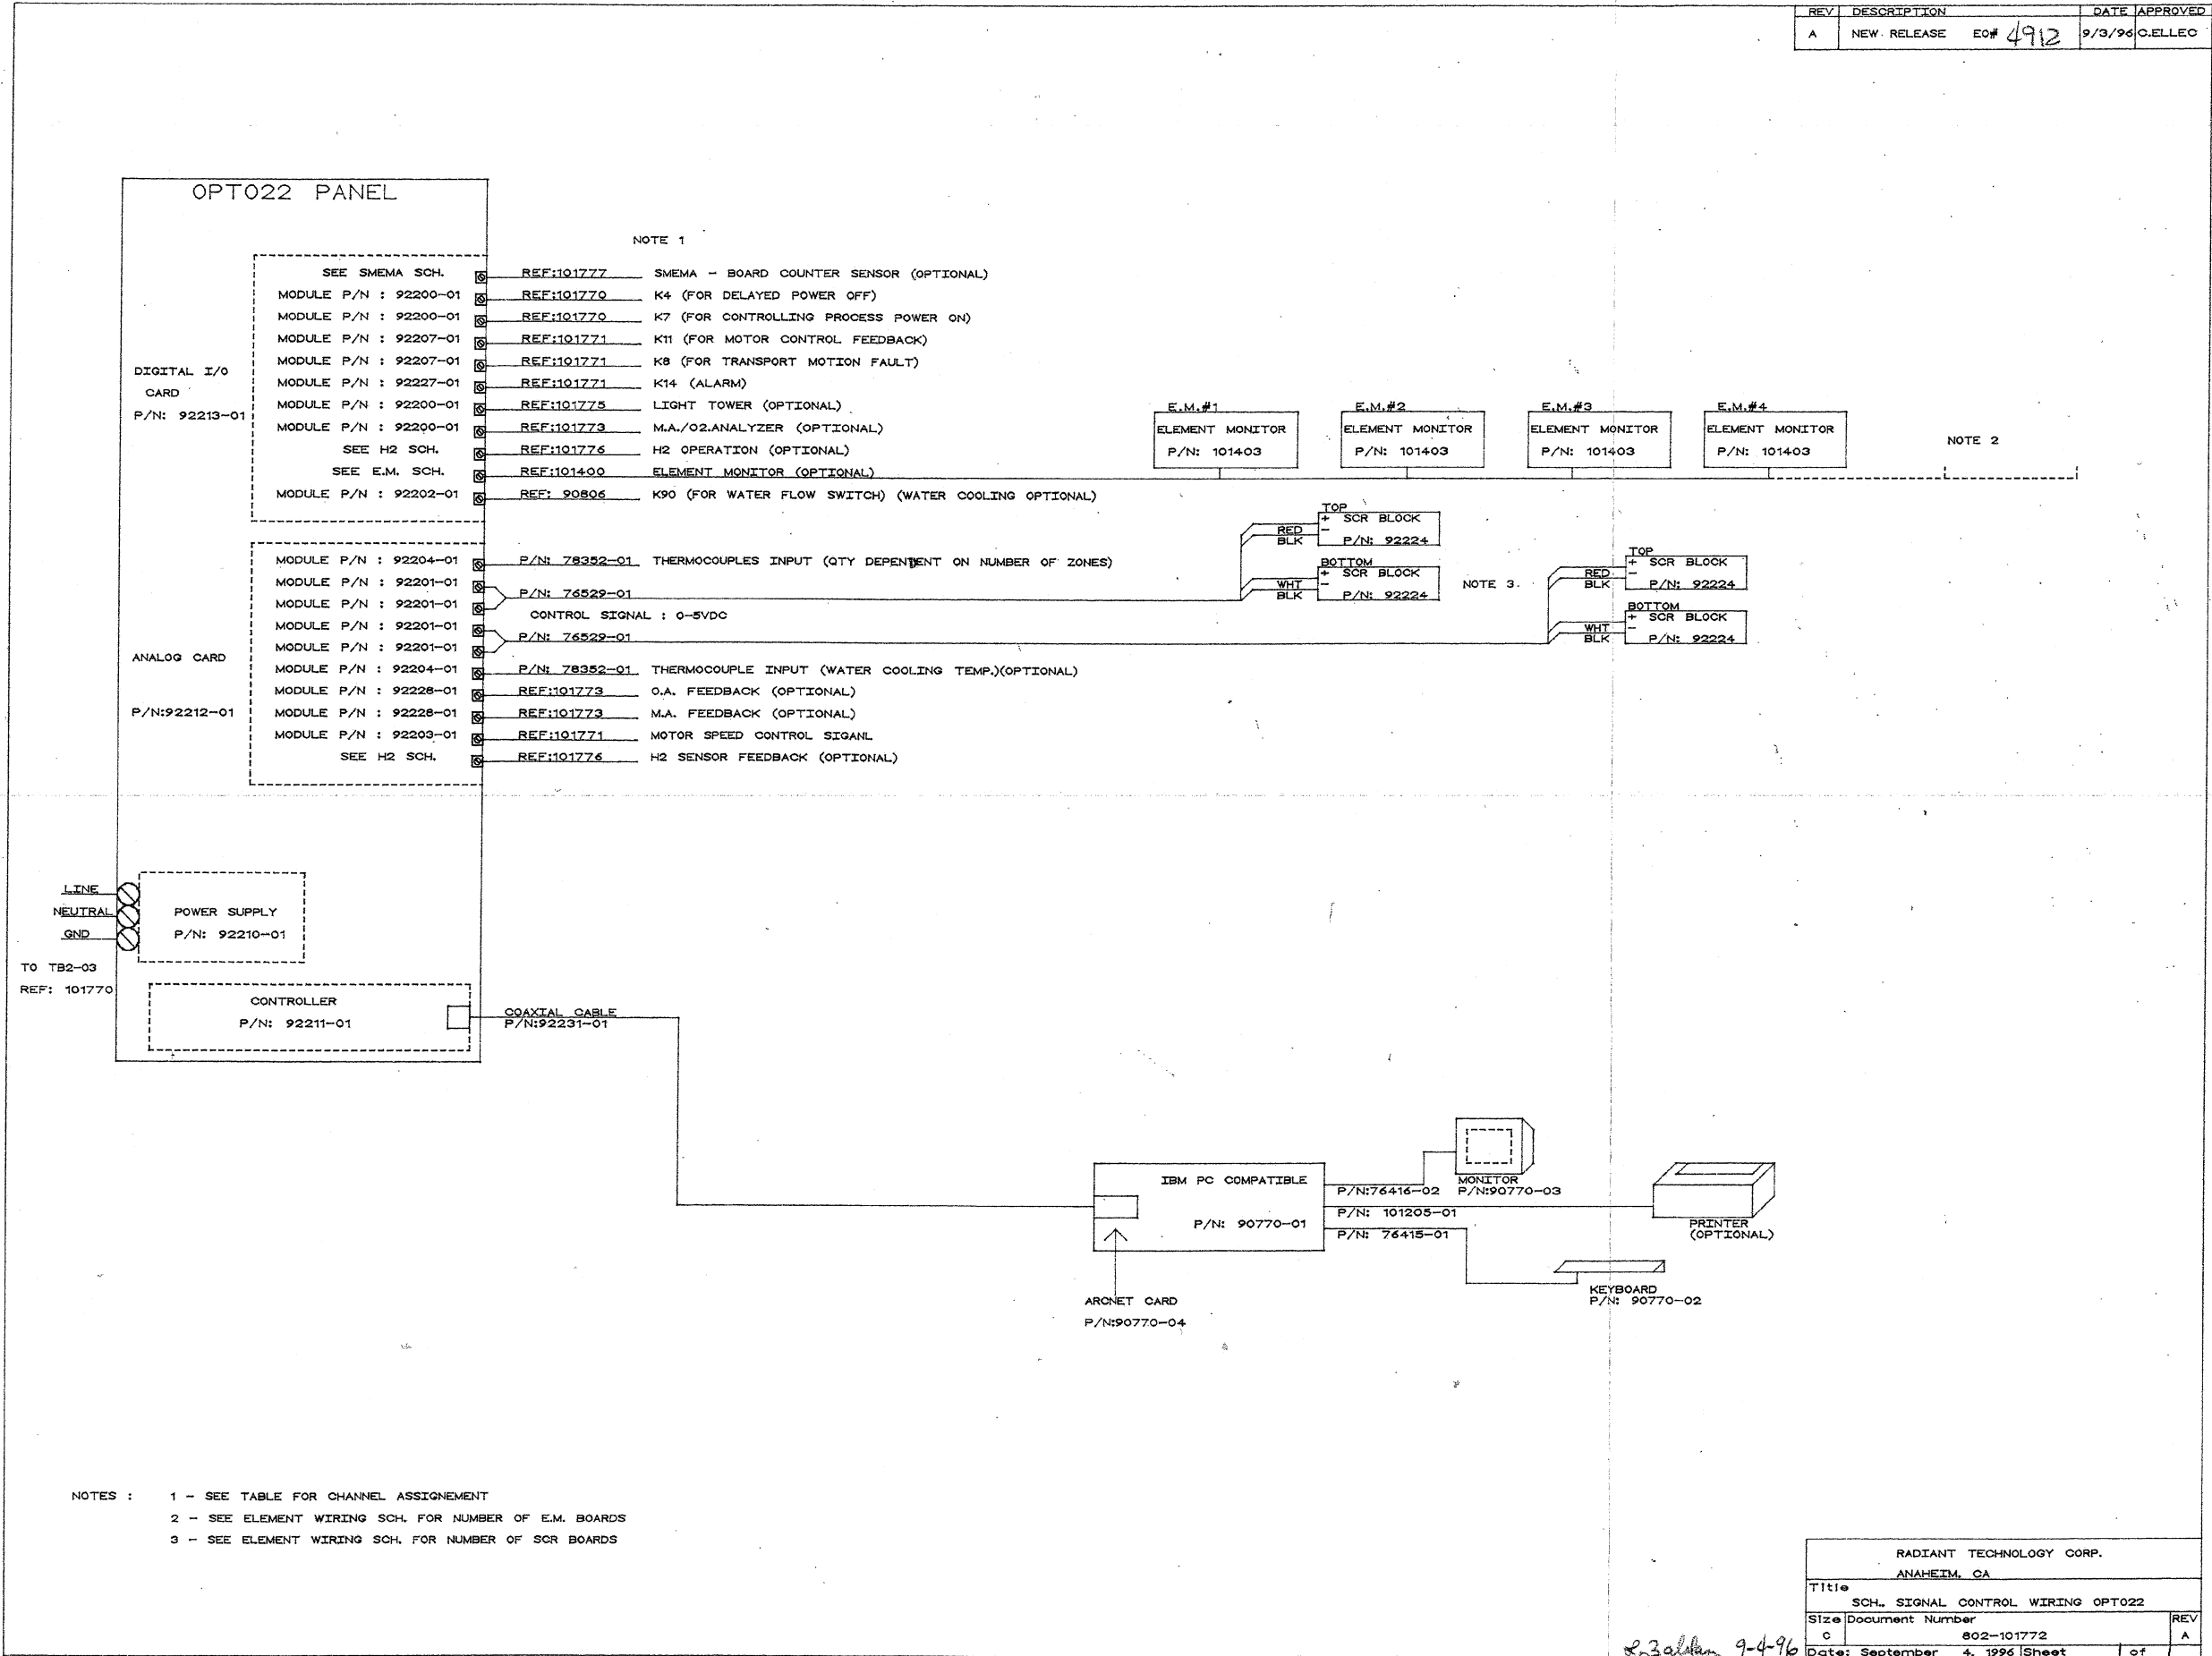 REV DESCRIPTION DATE APPROVED
A NEW RELEASE EO# 4912 9/3/96 C.ELLEC
OPTO22 PANEL
NOTE 1
SEE SMEMA SCH. REF:101777 SMEMA - BOARD COUNTER SENSOR (OPTIONAL)
MODULE P/N : 92200-01 REF:101770 K4 (FOR DELAYED POWER OFF)
MODULE P/N : 92200-01 REF:101770 K7 (FOR CONTROLLING PROCESS POWER ON)
MODULE P/N : 92207-01 REF:101771 K11 (FOR MOTOR CONTROL FEEDBACK)
MODULE P/N : 92207-01 REF:101771 K8 (FOR TRANSPORT MOTION FAULT)
MODULE P/N : 92227-01 REF:101771 K14 (ALARM)
MODULE P/N : 92200-01 REF:101775 LIGHT TOWER (OPTIONAL)
MODULE P/N : 92200-01 REF:101773 M.A./O2.ANALYZER (OPTIONAL)
SEE H2 SCH. REF:101776 H2 OPERATION (OPTIONAL)
SEE E.M. SCH. REF:101400 ELEMENT MONITOR (OPTIONAL)
MODULE P/N : 92202-01 REF: 90806 K90 (FOR WATER FLOW SWITCH) (WATER COOLING OPTIONAL)
DIGITAL I/O
CARD
P/N: 92213-01
E.M.#1 E.M.#2 E.M.#3 E.M.#4
ELEMENT MONITOR ELEMENT MONITOR ELEMENT MONITOR ELEMENT MONITOR
P/N: 101403 P/N: 101403 P/N: 101403 P/N: 101403
NOTE 2
MODULE P/N : 92204-01 P/N: 78352-01 THERMOCOUPLES INPUT (QTY DEPENTENT ON NUMBER OF ZONES)
MODULE P/N : 92201-01
P/N: 76529-01
MODULE P/N : 92201-01
CONTROL SIGNAL : 0-5VDC
MODULE P/N : 92201-01
P/N: 76529-01
MODULE P/N : 92201-01
MODULE P/N : 92204-01 P/N: 78352-01 THERMOCOUPLE INPUT (WATER COOLING TEMP.)(OPTIONAL)
MODULE P/N : 92228-01 REF:101773 O.A. FEEDBACK (OPTIONAL)
MODULE P/N : 92228-01 REF:101773 M.A. FEEDBACK (OPTIONAL)
MODULE P/N : 92203-01 REF:101771 MOTOR SPEED CONTROL SIGANL
SEE H2 SCH. REF:101776 H2 SENSOR FEEDBACK (OPTIONAL)
ANALOG CARD
P/N:92212-01
TOP
+ SCR BLOCK
RED -
BLK P/N: 92224
BOTTOM
+ SCR BLOCK
WHT -
BLK P/N: 92224
NOTE 3
TOP
+ SCR BLOCK
RED -
BLK P/N: 92224
BOTTOM
+ SCR BLOCK
WHT -
BLK P/N: 92224
LINE
NEUTRAL
GND
POWER SUPPLY
P/N: 92210-01
TO TB2-03
REF: 101770
CONTROLLER
P/N: 92211-01
COAXIAL CABLE
P/N:92231-01
IBM PC COMPATIBLE
P/N: 90770-01
P/N:76416-02
P/N: 101205-01
P/N: 76415-01
MONITOR
P/N:90770-03
PRINTER
(OPTIONAL)
KEYBOARD
P/N: 90770-02
ARCNET CARD
P/N:90770-04
NOTES : 1 - SEE TABLE FOR CHANNEL ASSIGNEMENT
2 - SEE ELEMENT WIRING SCH. FOR NUMBER OF E.M. BOARDS
3 - SEE ELEMENT WIRING SCH. FOR NUMBER OF SCR BOARDS
RADIANT TECHNOLOGY CORP.
ANAHEIM, CA
Title
SCH., SIGNAL CONTROL WIRING OPTO22
Size Document Number REV
C 802-101772 A
9-4-96 Date: September 4, 1996 Sheet of